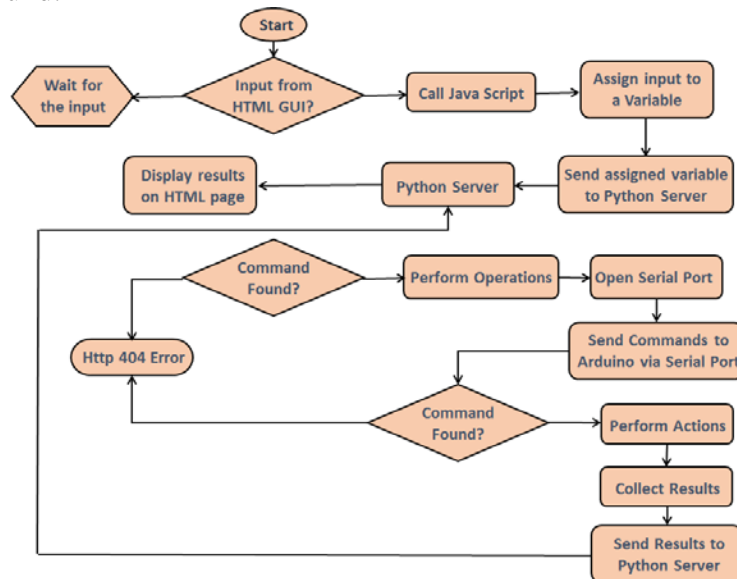 Start
Wait for
the input
Input from
HTML GUI?
Call Java Script
Assign input to
a Variable
Display results
on HTML page
Python Server
Send assigned variable
to Python Server
Command
Found?
Perform Operations
Open Serial Port
Http 404 Error
Send Commands to
Arduino via Serial Port
Command
Found?
Perform Actions
Collect Results
Send Results to
Python Server